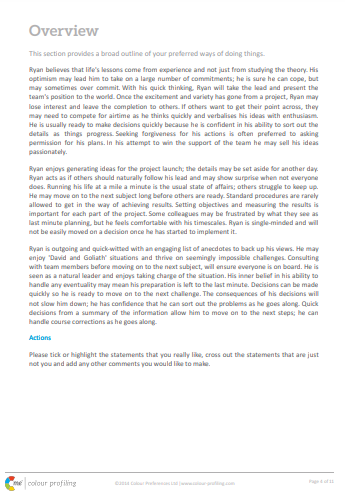 Overview
This section provides a broad outline of your preferred ways of doing things.
Ryan believes that life's lessons come from experience and not just from studying the theory. His
optimism may lead him to take on a large number of commitments; he is sure he can cope, but
may sometimes over commit. With his quick thinking, Ryan will take the lead and present the
team's position to the world. Once the excitement and variety has gone from a project, Ryan may
lose interest and leave the completion to others. If others want to get their point across, they
may need to compete for airtime as he thinks quickly and verbalises his ideas with enthusiasm.
He is usually ready to make decisions quickly because he is confident in his ability to sort out the
details as things progress. Seeking forgiveness for his actions is often preferred to asking
permission for his plans. In his attempt to win the support of the team he may sell his ideas
passionately.
Ryan enjoys generating ideas for the project launch; the details may be set aside for another day.
Ryan acts as if others should naturally follow his lead and may show surprise when not everyone
does. Running his life at a mile a minute is the usual state of affairs; others struggle to keep up.
He may move on to the next subject long before others are ready. Standard procedures are rarely
allowed to get in the way of achieving results. Setting objectives and measuring the results is
important for each part of the project. Some colleagues may be frustrated by what they see as
last minute planning, but he feels comfortable with his timescales. Ryan is single-minded and will
not be easily moved on a decision once he has started to implement it.
Ryan is outgoing and quick-witted with an engaging list of anecdotes to back up his views. He may
enjoy 'David and Goliath' situations and thrive on seemingly impossible challenges. Consulting
with team members before moving on to the next subject, will ensure everyone is on board. He is
seen as a natural leader and enjoys taking charge of the situation. His inner belief in his ability to
handle any eventuality may mean his preparation is left to the last minute. Decisions can be made
quickly so he is ready to move on to the next challenge. The consequences of his decisions will
not slow him down; he has confidence that he can sort out the problems as he goes along. Quick
decisions from a summary of the information allow him to move on to the next steps; he can
handle course corrections as he goes along.
Actions
Please tick or highlight the statements that you really like, cross out the statements that are just
not you and add any other comments you would like to make.
me colour profiling
Colour Preferences Ltd | www.colour-profiling.com
Page